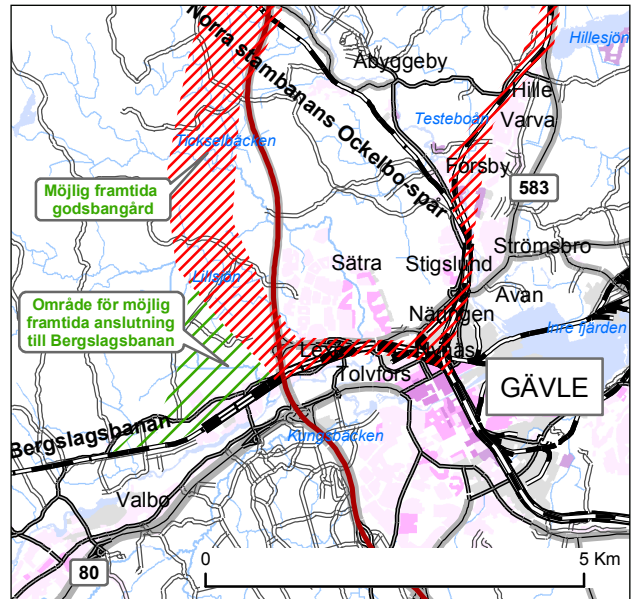 Hillesjön
Norra stambanans Ockelbo-spår
Åbyggeby
Hille
Testeboån
Varva
Tickselbäcken
Forsby
Möjlig framtida
godsbangård
583
Sätra
Strömsbro
Stigslund
Lillsjön
Avan
Område för möjlig
framtida anslutning
till Bergslagsbanan
Näringen
Inre fjärden
Tolvfors
GÄVLE
Bergslagsbanan
Kungsbäcken
Valbo
0
5 Km
80